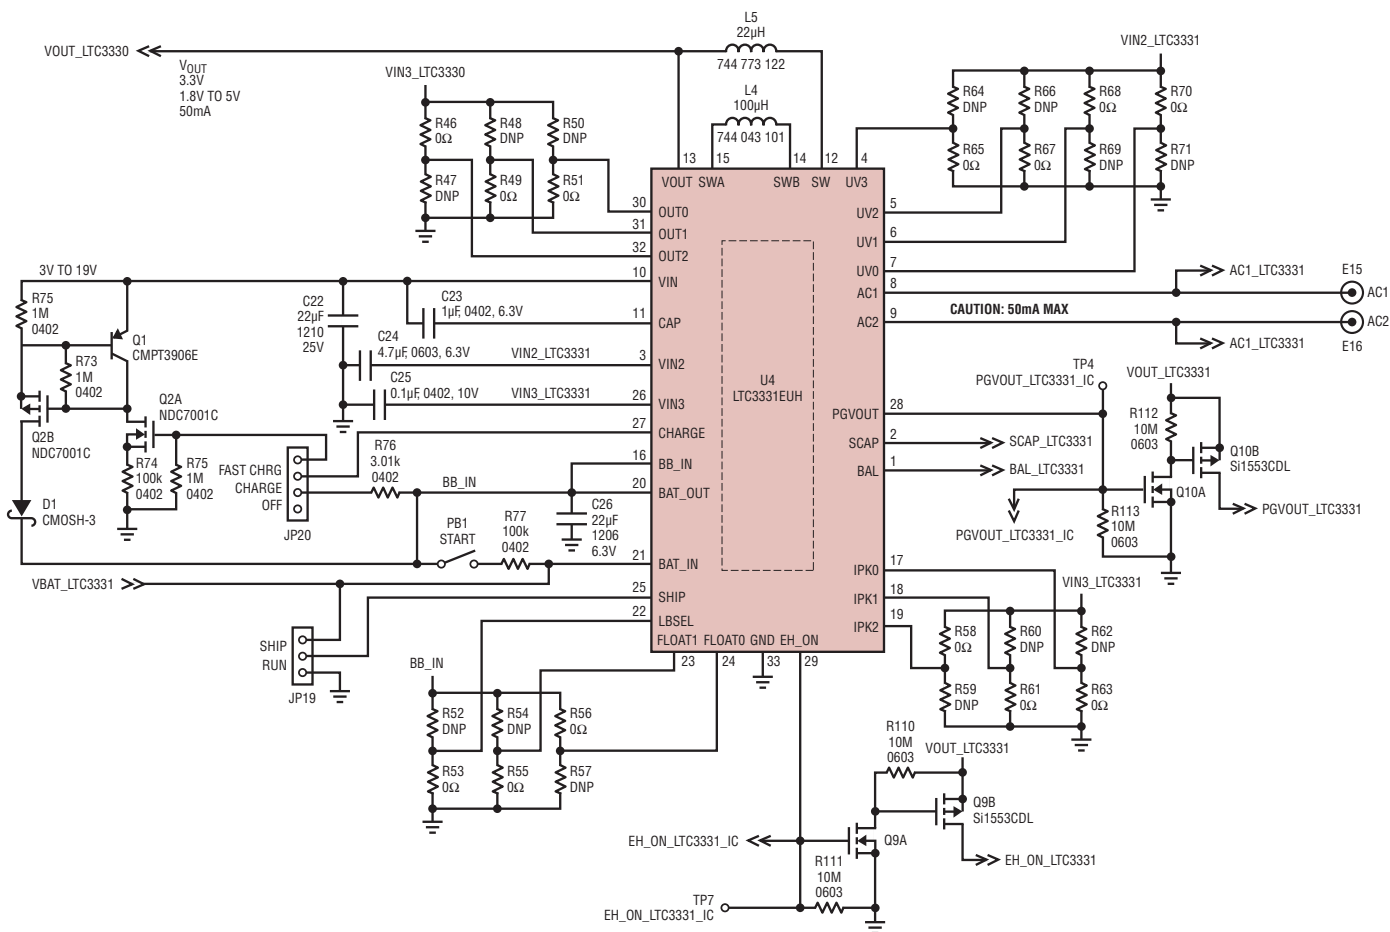 L5
22µH
744 773 122
L4
100µH
744 043 101
VOUT_LTC3330
VOUT
3.3V
1.8V TO 5V
50mA
VIN3_LTC3330
R46
0Ω
R48
DNP
R50
DNP
R47
DNP
R49
0Ω
R51
0Ω
VIN2_LTC3331
R64
DNP
R66
DNP
R68
0Ω
R70
0Ω
R65
0Ω
R67
0Ω
R69
DNP
R71
DNP
13
15
14
12
4
VOUT
SWA
SWB
SW
UV3
30
OUT0
31
OUT1
32
OUT2
10
VIN
11
CAP
3
VIN2
26
VIN3
27
CHARGE
16
BB_IN
20
BAT_OUT
21
BAT_IN
25
SHIP
22
LBSEL
FLOAT1
FLOAT0
GND
EH_ON
23
24
33
29
5
UV2
6
UV1
7
UV0
8
AC1
9
AC2
28
PGVOUT
2
SCAP
1
BAL
17
IPK0
18
IPK1
19
IPK2
U4
LTC3331EUH
3V TO 19V
R75
1M
0402
Q1
CMPT3906E
R73
1M
0402
Q2A
NDC7001C
Q2B
NDC7001C
R74
100k
0402
R75
1M
0402
D1
CMOSH-3
C22
22µF
1210
25V
C23
1µF, 0402, 6.3V
C24
4.7µF, 0603, 6.3V
VIN2_LTC3331
C25
0.1µF, 0402, 10V
VIN3_LTC3331
FAST CHRG
CHARGE
OFF
JP20
R76
3.01k
0402
BB_IN
PB1
START
R77
100k
0402
C26
22µF
1206
6.3V
VBAT_LTC3331
SHIP
RUN
JP19
BB_IN
R52
DNP
R54
DNP
R56
0Ω
R53
0Ω
R55
0Ω
R57
DNP
AC1_LTC3331
E15
AC1
CAUTION: 50mA MAX
AC2
E16
AC1_LTC3331
TP4
PGVOUT_LTC3331_IC
VOUT_LTC3331
R112
10M
0603
Q10B
Si1553CDL
SCAP_LTC3331
BAL_LTC3331
Q10A
PGVOUT_LTC3331
PGVOUT_LTC3331_IC
R113
10M
0603
VIN3_LTC3331
R58
0Ω
R60
DNP
R62
DNP
R59
DNP
R61
0Ω
R63
0Ω
R110
10M
0603
VOUT_LTC3331
Q9B
Si1553CDL
EH_ON_LTC3331_IC
Q9A
EH_ON_LTC3331
R111
10M
0603
TP7
EH_ON_LTC3331_IC